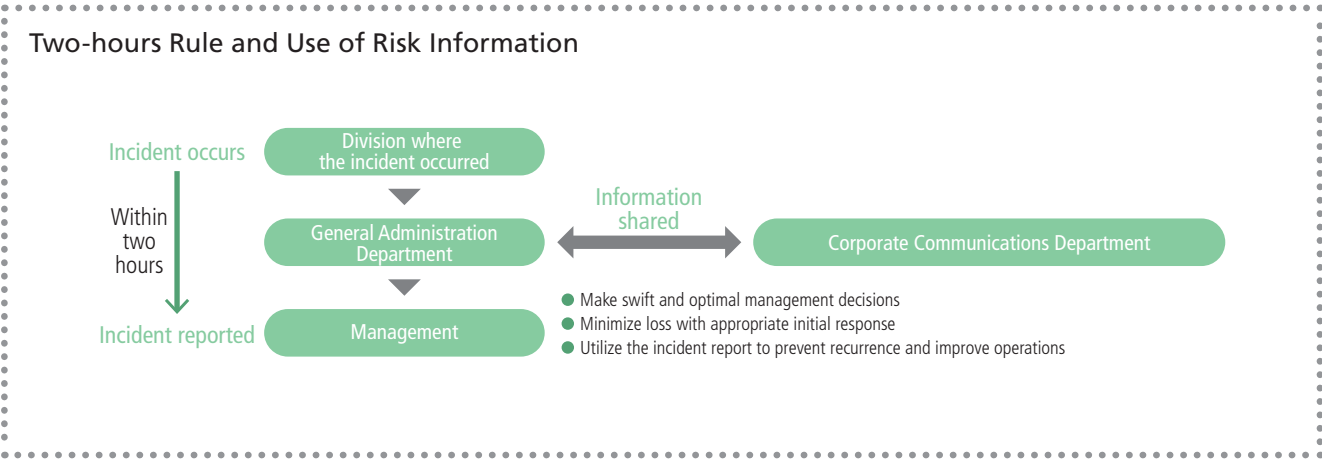 Two-hours Rule and Use of Risk Information
Incident occurs
Division where
the incident occurred
Within
two
hours
General Administration
Department
Information
shared
Corporate Communications Department
Incident reported
Management
● Make swift and optimal management decisions
● Minimize loss with appropriate initial response
● Utilize the incident report to prevent recurrence and improve operations